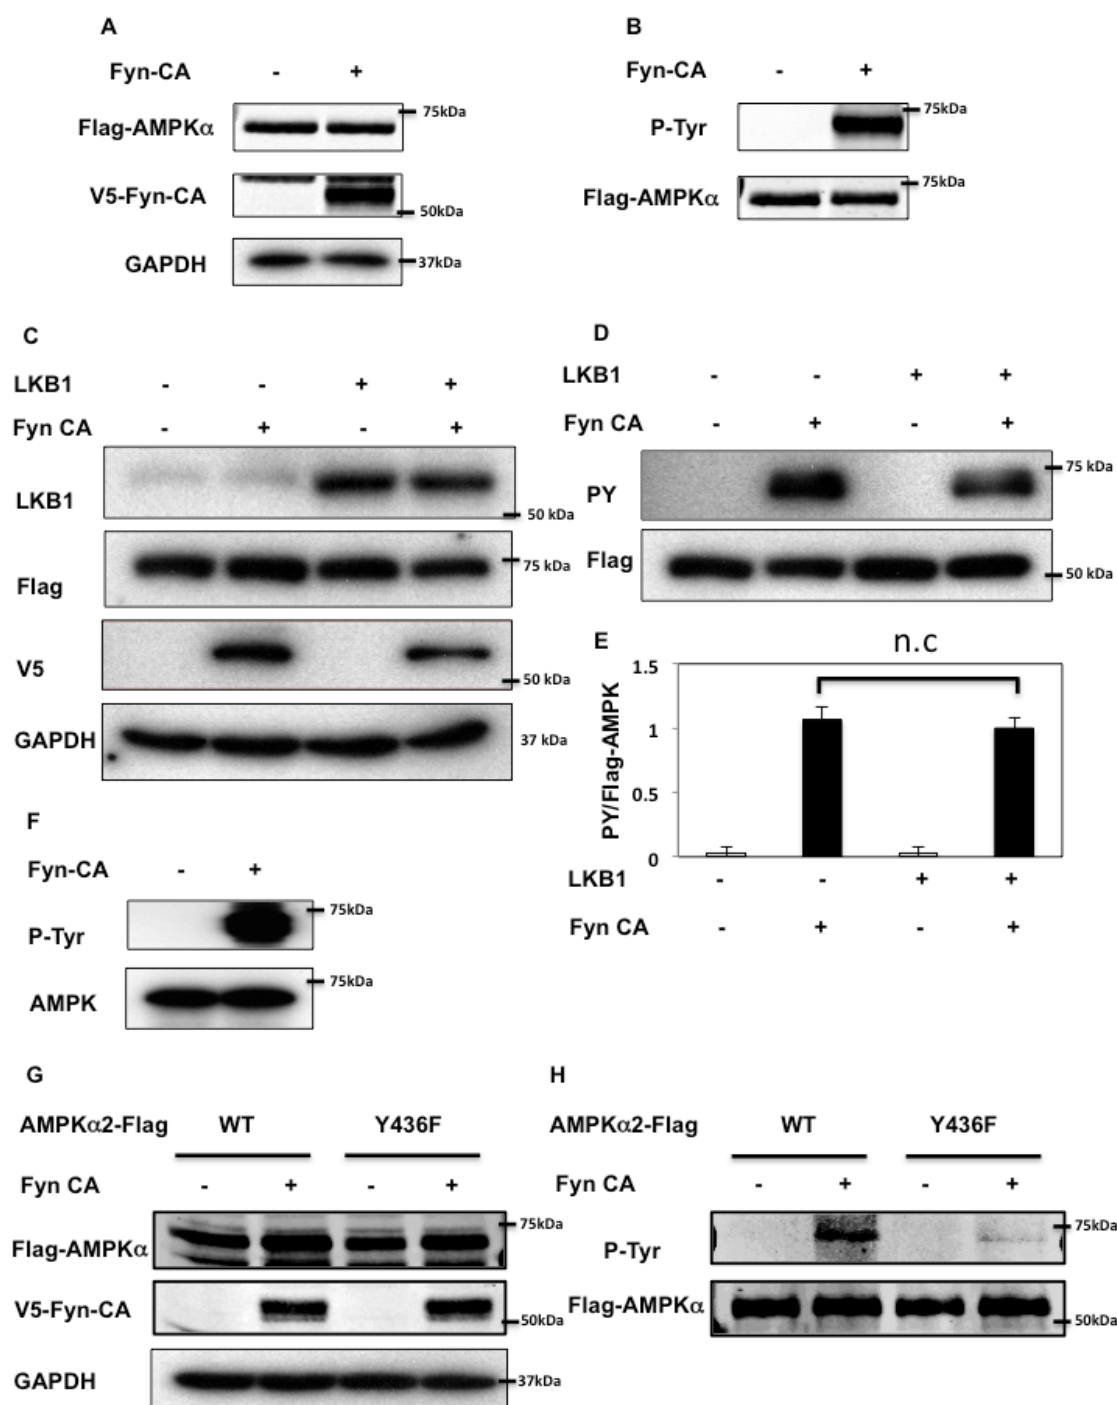 A
Fyn-CA - +
Flag-AMPKα 75kDa
V5-Fyn-CA 50kDa
GAPDH 37kDa
B
Fyn-CA - +
P-Tyr 75kDa
Flag-AMPKα 75kDa
C
LKB1 - - + +
Fyn CA - + - +
LKB1 50 kDa
Flag 75 kDa
V5 50 kDa
GAPDH 37 kDa
D
LKB1 - - + +
Fyn CA - + - +
PY 75 kDa
Flag 50 kDa
E
n.c
PY/Flag-AMPK
1.5
1
0.5
0
LKB1 - - + +
Fyn CA - + - +
F
Fyn-CA - +
P-Tyr 75kDa
AMPK 75kDa
G
AMPKα2-Flag WT Y436F
Fyn CA - + - +
Flag-AMPKα 75kDa
V5-Fyn-CA 50kDa
GAPDH 37kDa
H
AMPKα2-Flag WT Y436F
Fyn CA - + - +
P-Tyr 75kDa
Flag-AMPKα 50kDa